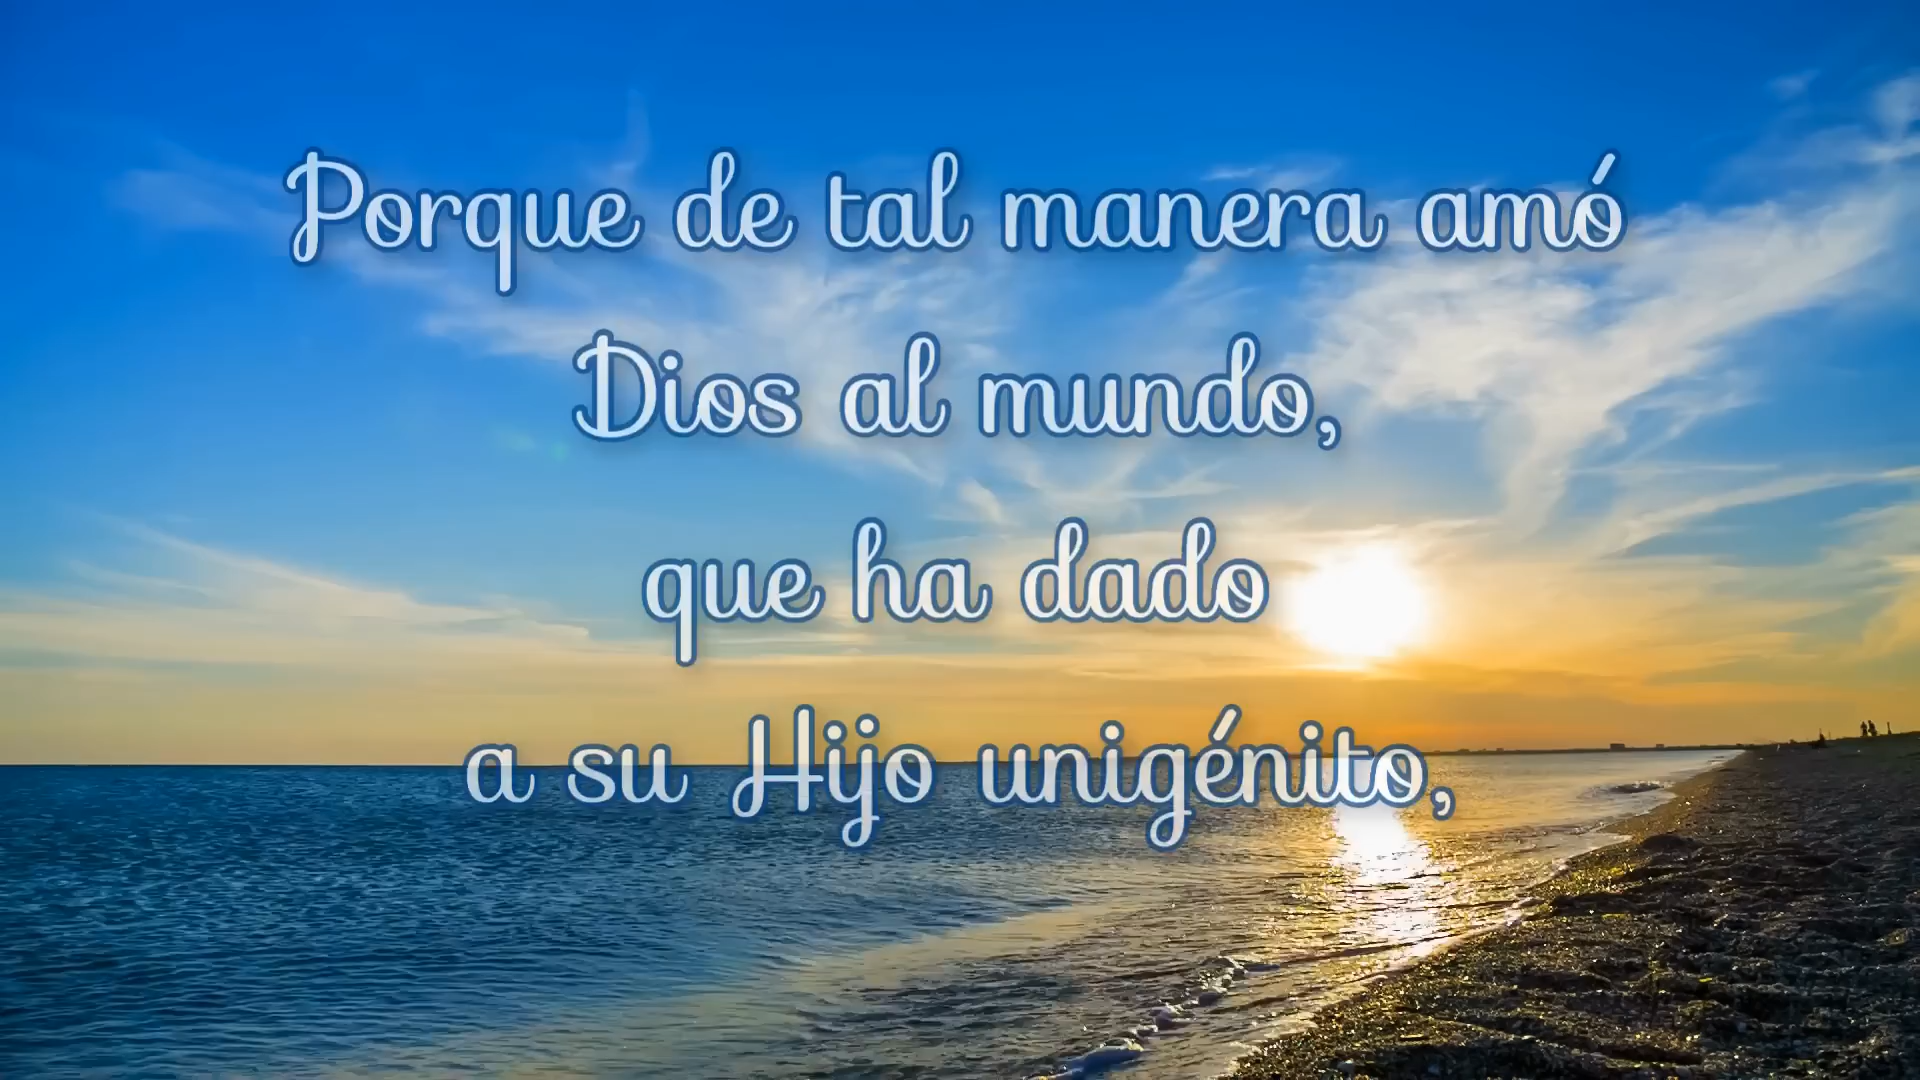 Porque de tal manera amó
Dios al mundo,
que ha dado
a su Hijo unigénito,